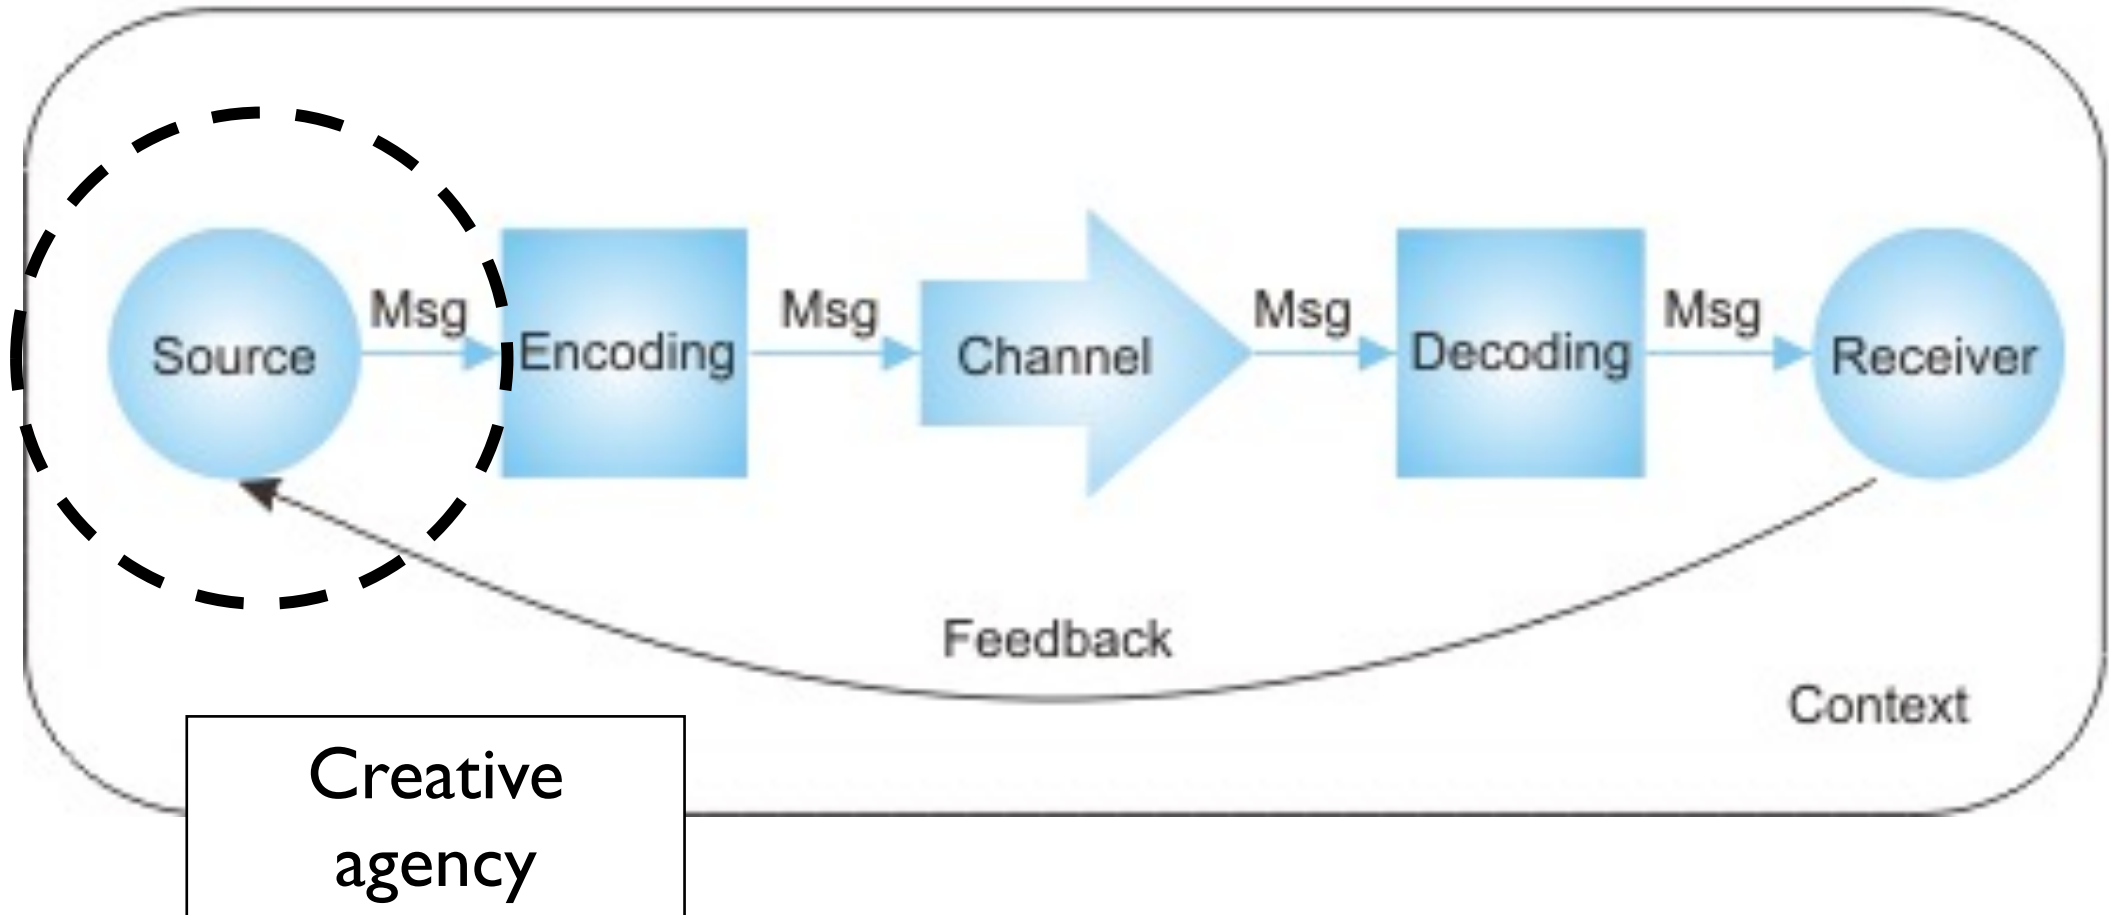 Source
Msg
Encoding
Msg
Channel
Msg
Decoding
Msg
Receiver
Feedback
Context
Creative
agency